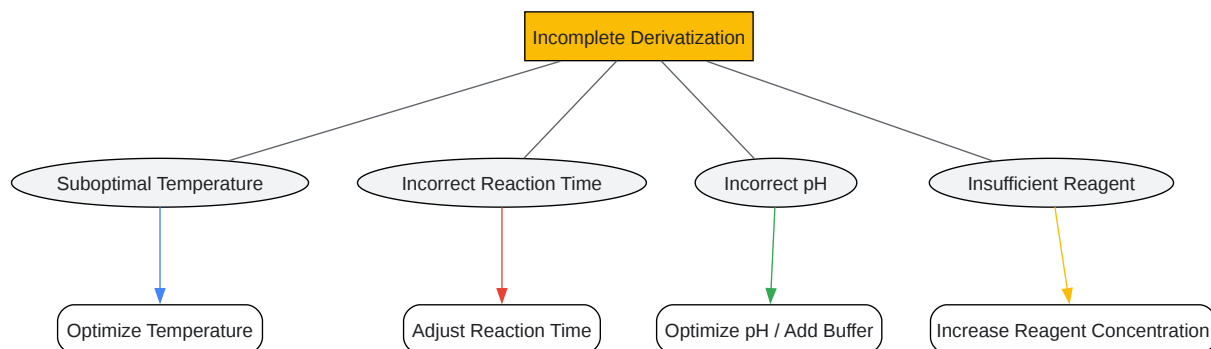 Incomplete Derivatization
Suboptimal Temperature
Incorrect Reaction Time
Incorrect pH
Insufficient Reagent
Optimize Temperature
Adjust Reaction Time
Optimize pH / Add Buffer
Increase Reagent Concentration